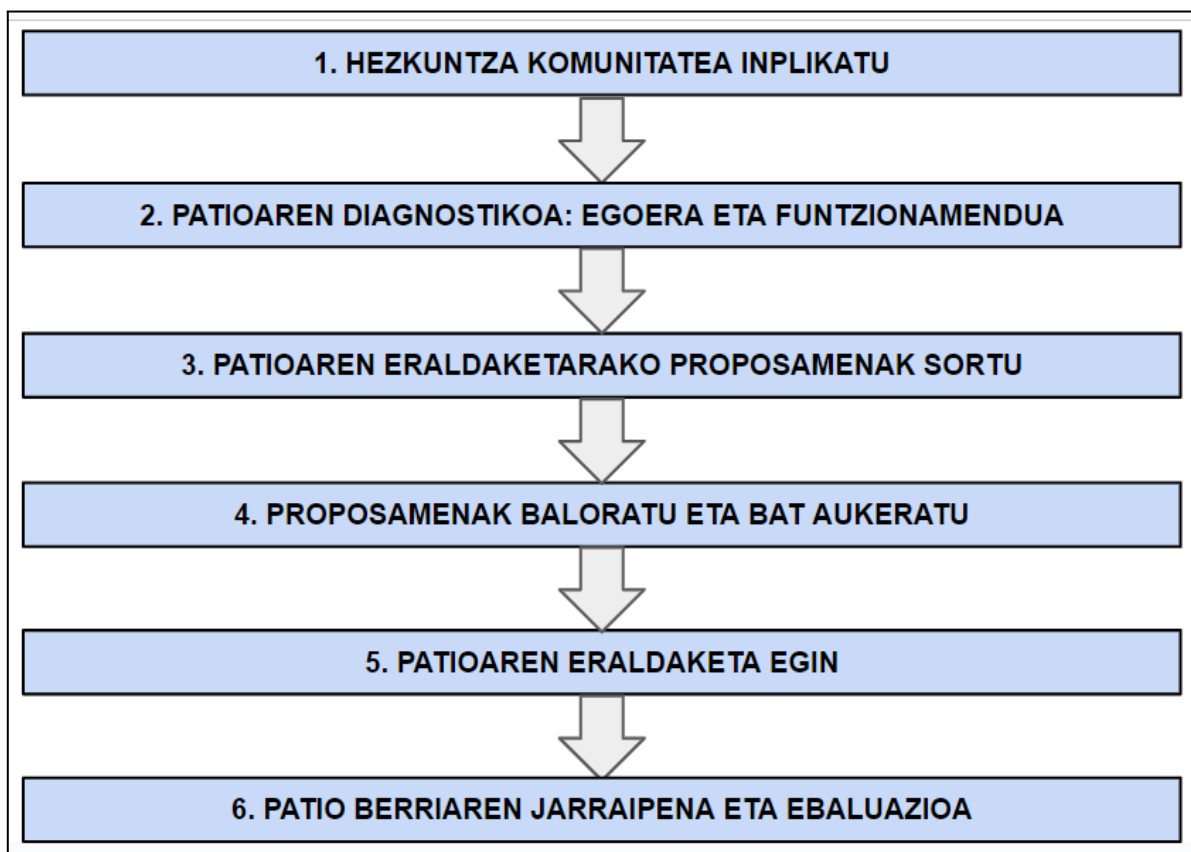 1. HEZKUNTZA KOMUNITATEA INPLIKATU
2. PATIOAREN DIAGNOSTIKOA: EGOERA ETA FUNTZIONAMENDUA
3. PATIOAREN ERALDAKETARAKO PROPOSAMENAK SORTU
4. PROPOSAMENAK BALORATU ETA BAT AUKERATU
5. PATIOAREN ERALDAKETA EGIN
6. PATIO BERRIAREN JARRAIPENA ETA EBALUAZIOA